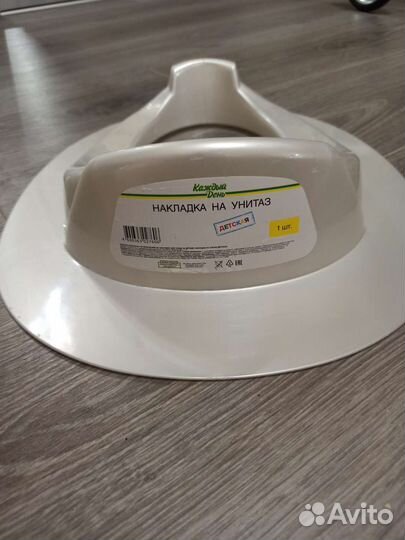 Каждый
День
НАКЛАДКА НА УНИТАЗ
ДЕТСКАЯ
1 шт.
Avito